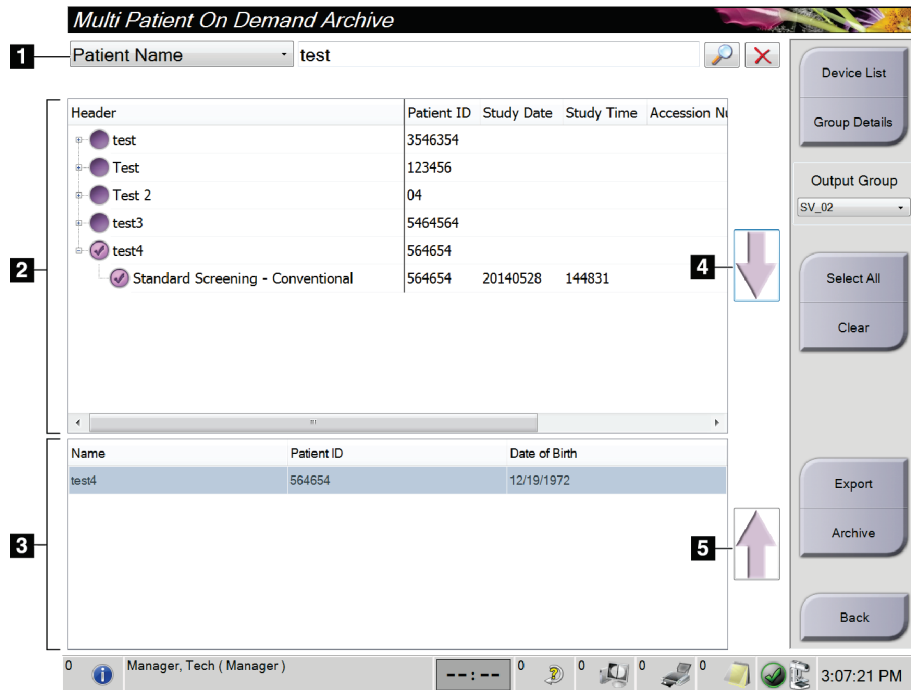 Multi Patient On Demand Archive
1
Patient Name
test
Device List
Group Details
Output Group
SV_02
Select All
Clear
Export
Archive
Back
2
Header Patient ID Study Date Study Time Accession Nu
test 3546354
Test 123456
Test 2 04
test3 5464564
test4 564654
Standard Screening - Conventional 564654 20140528 144831
4
3
Name Patient ID Date of Birth
test4 564654 12/19/1972
5
0 Manager, Tech ( Manager ) --:-- 0 0 0 0 3:07:21 PM